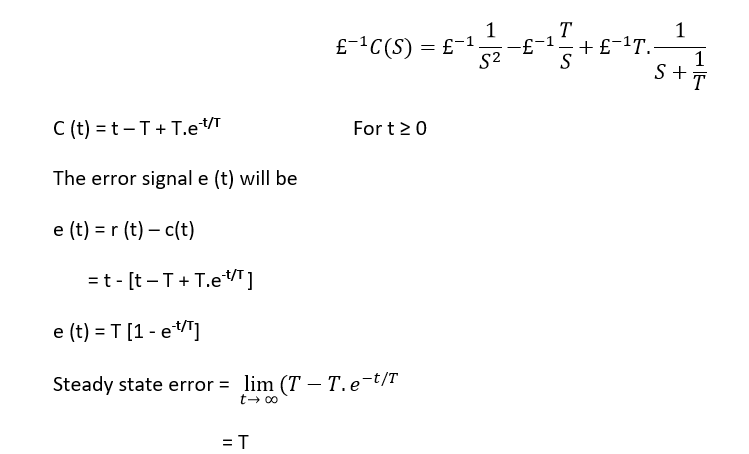 £⁻¹C(S) = £⁻¹ 1/S² −£⁻¹ T/S + £⁻¹T. 1/(S + 1/T)
C (t) = t – T + T.e⁻ᵗ/ᵀ For t ≥ 0
The error signal e (t) will be
e (t) = r (t) – c(t)
= t - [t – T + T.e⁻ᵗ/ᵀ]
e (t) = T [1 - e⁻ᵗ/ᵀ]
Steady state error = lim t→∞ (T − T. e⁻ᵗ/ᵀ
= T